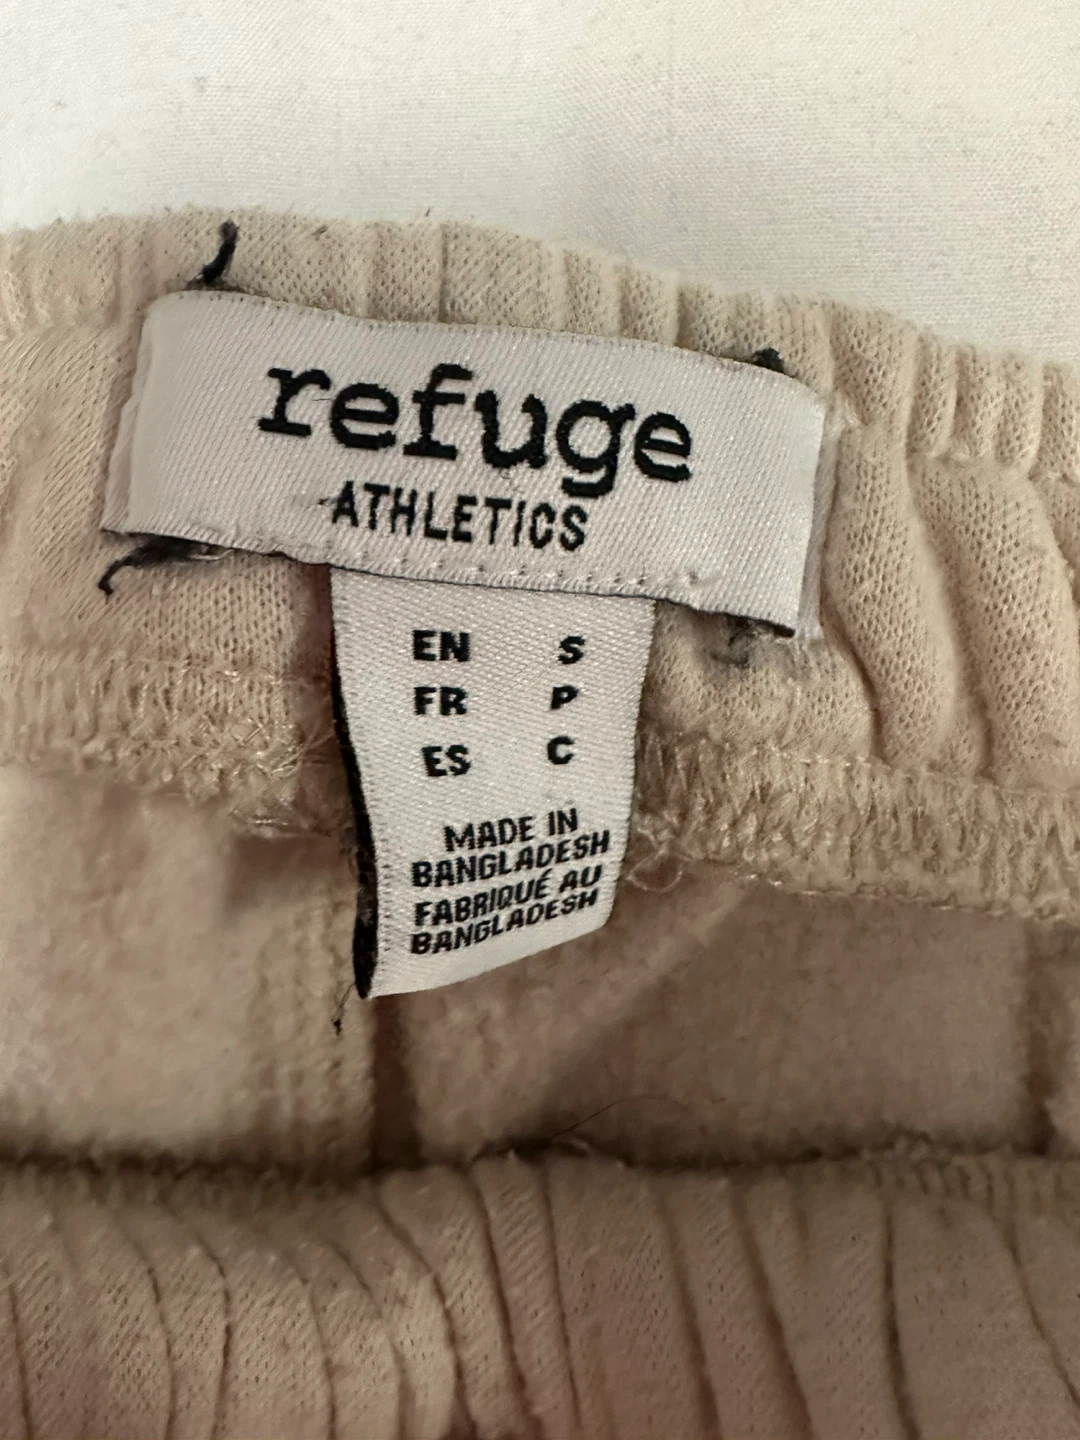 refuge
ATHLETICS
EN S
FR P
ES C
MADE IN
BANGLADESH
FABRIQUÉ AU
BANGLADESH